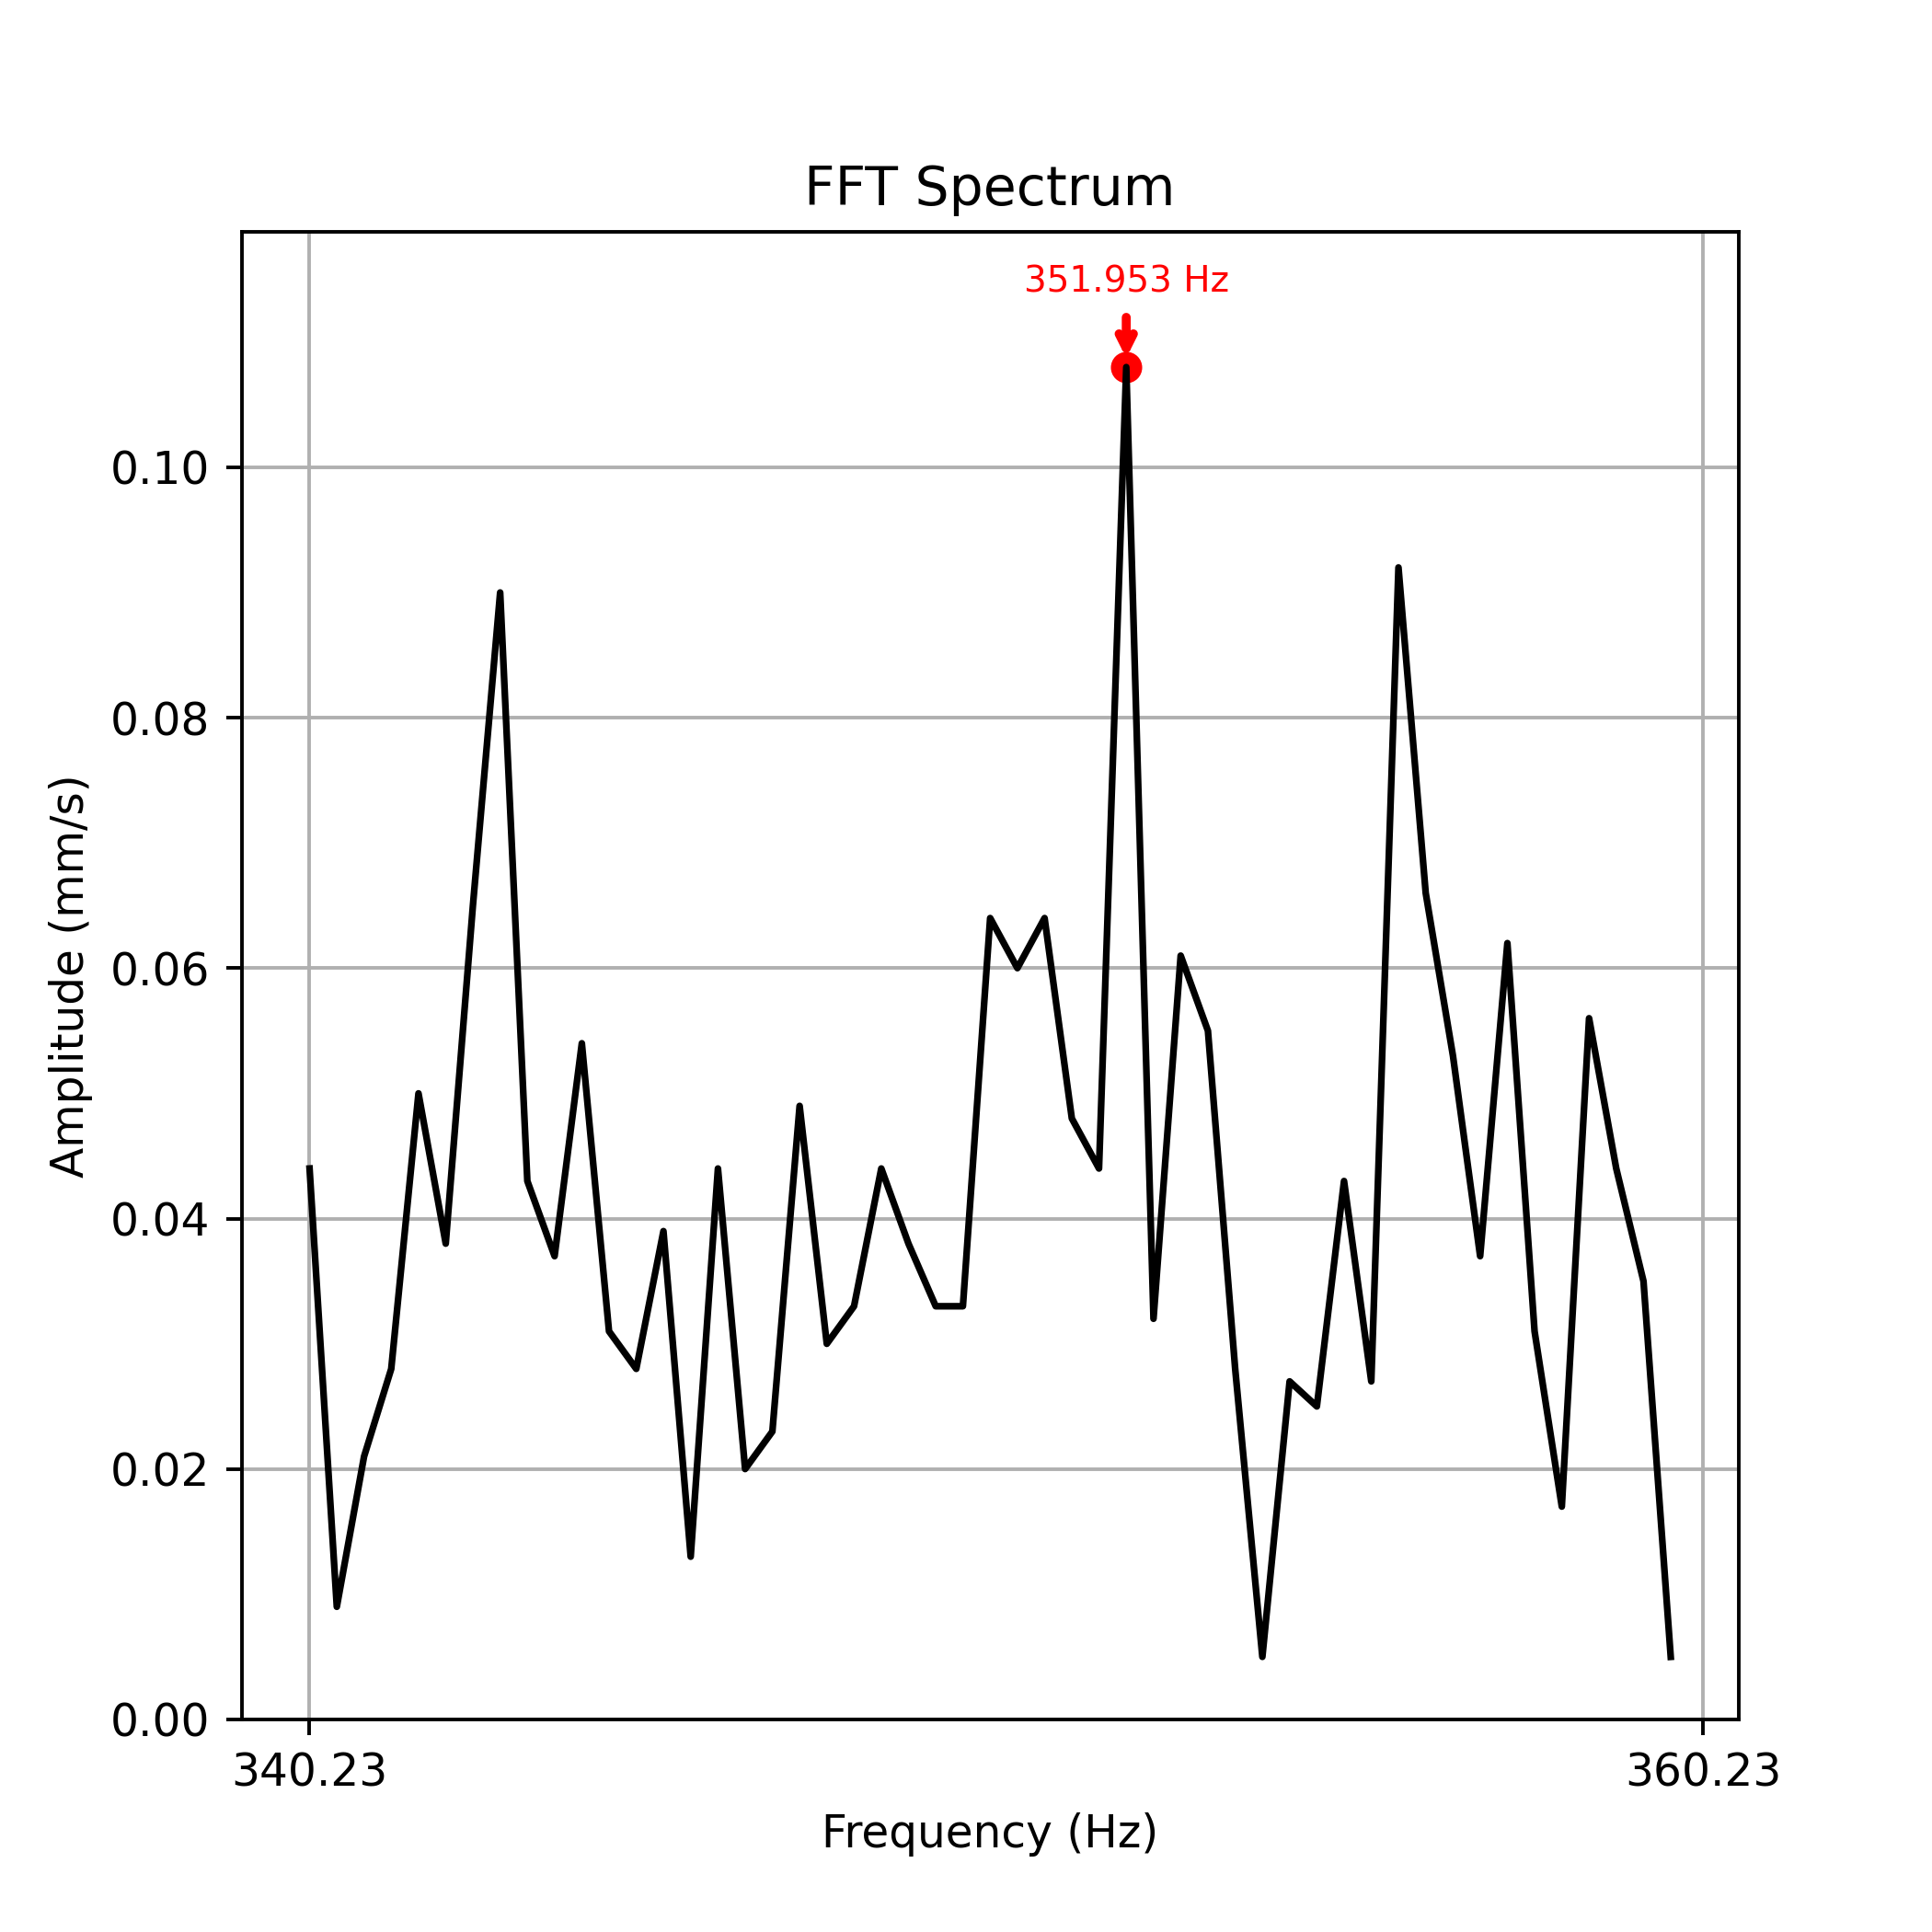 FFT Spectrum
351.953 Hz
0.10
0.08
0.06
0.04
0.02
0.00
Amplitude (mm/s)
340.23
360.23
Frequency (Hz)